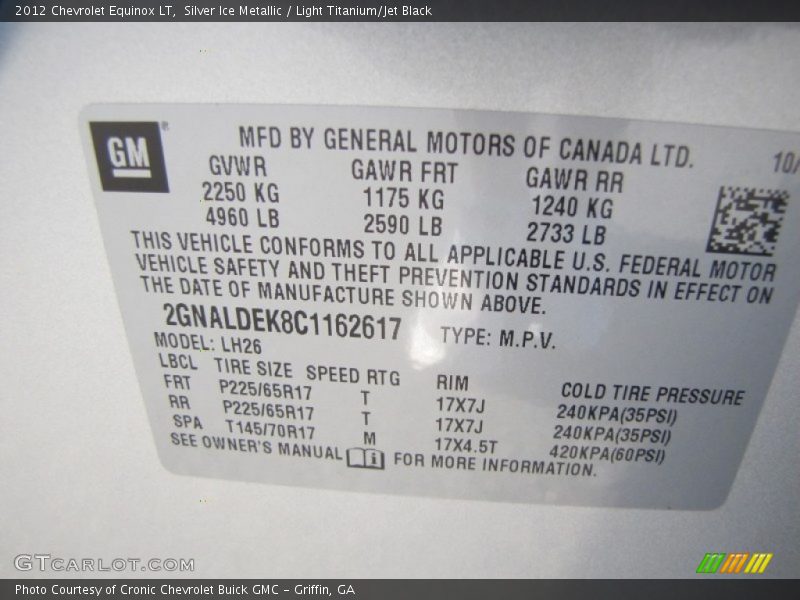 2012 Chevrolet Equinox LT, Silver Ice Metallic / Light Titanium/Jet Black
GM®
MFD BY GENERAL MOTORS OF CANADA LTD. 10/
GVWR GAWR FRT GAWR RR
2250 KG 1175 KG 1240 KG
4960 LB 2590 LB 2733 LB
THIS VEHICLE CONFORMS TO ALL APPLICABLE U.S. FEDERAL MOTOR
VEHICLE SAFETY AND THEFT PREVENTION STANDARDS IN EFFECT ON
THE DATE OF MANUFACTURE SHOWN ABOVE.
2GNALDEK8C1162617 TYPE: M.P.V.
MODEL: LH26
LBCL TIRE SIZE SPEED RTG RIM COLD TIRE PRESSURE
FRT P225/65R17 T 17X7J 240KPA(35PSI)
RR P225/65R17 T 17X7J 240KPA(35PSI)
SPA T145/70R17 M 17X4.5T 420KPA(60PSI)
SEE OWNER'S MANUAL FOR MORE INFORMATION.
GTCARLOT.COM
Photo Courtesy of Cronic Chevrolet Buick GMC – Griffin, GA